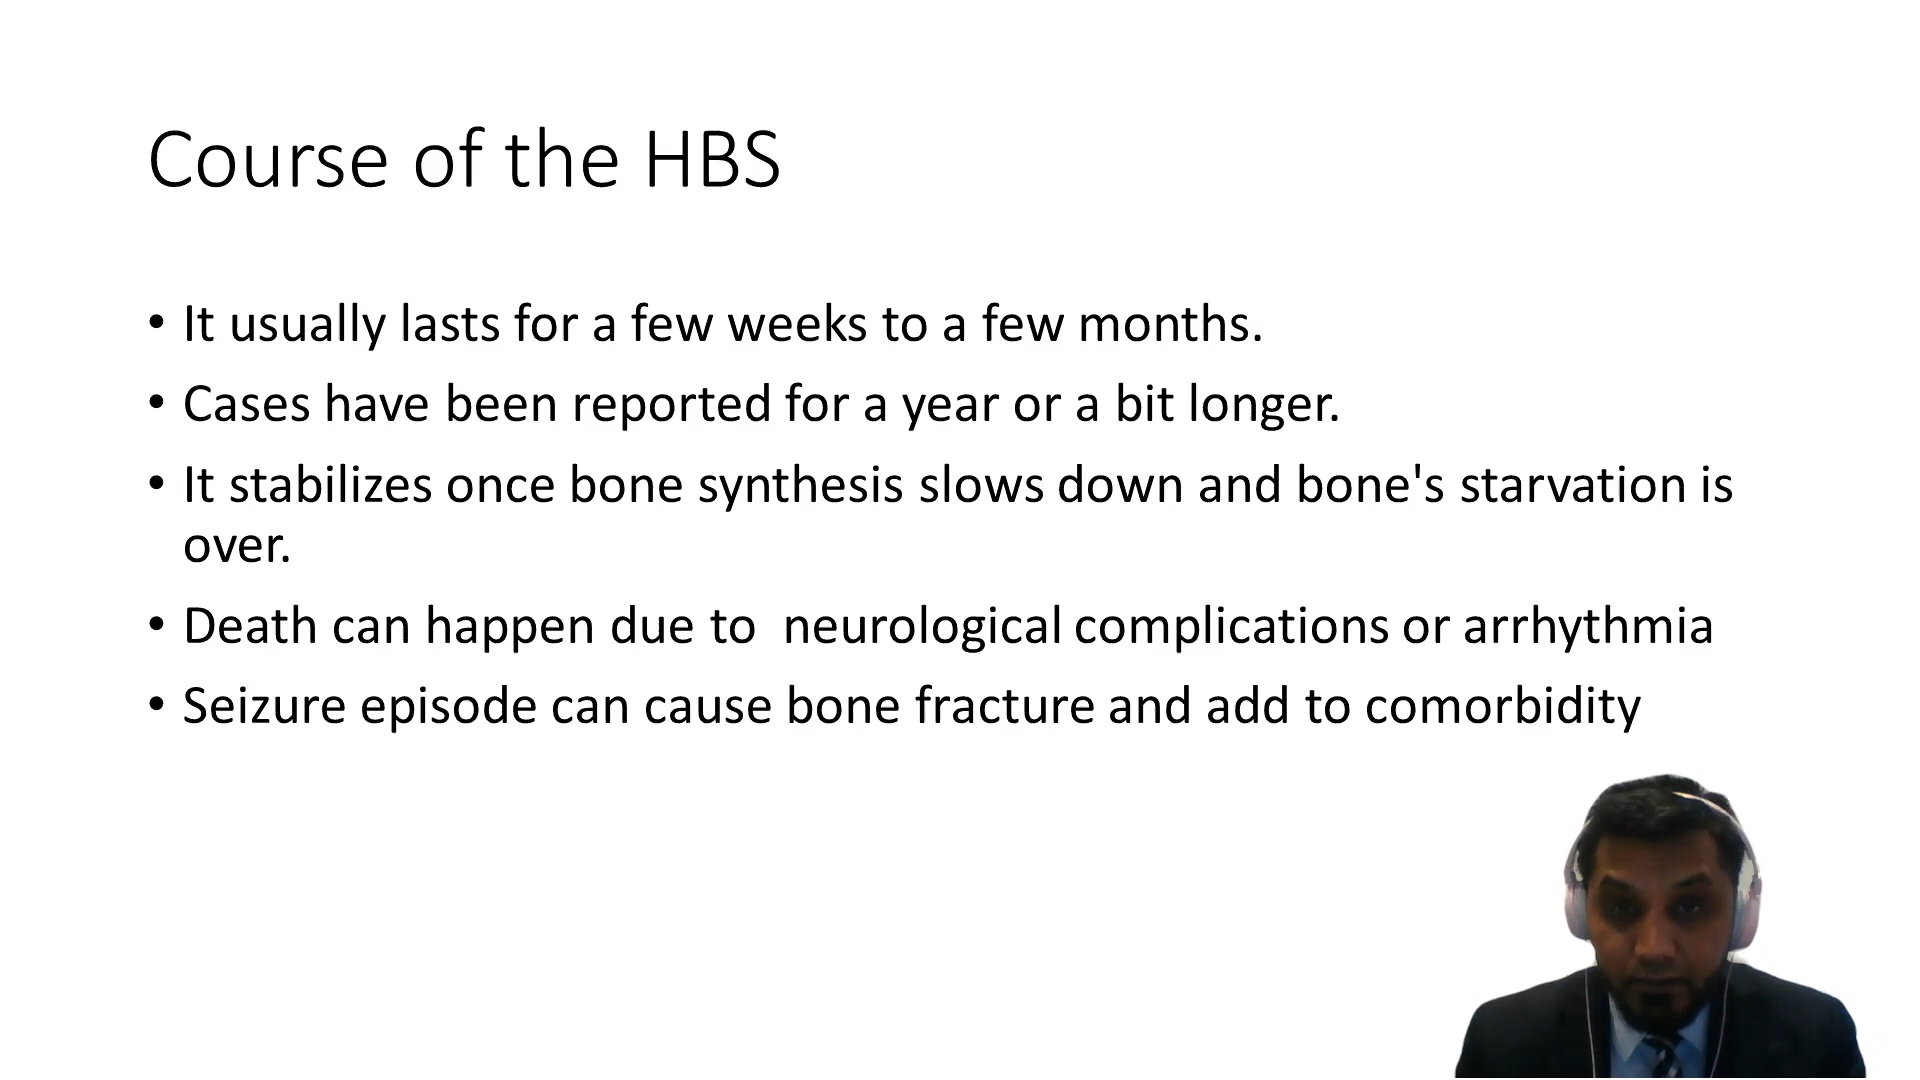 Course of the HBS
• It usually lasts for a few weeks to a few months.
• Cases have been reported for a year or a bit longer.
• It stabilizes once bone synthesis slows down and bone's starvation is
over.
• Death can happen due to  neurological complications or arrhythmia
• Seizure episode can cause bone fracture and add to comorbidity